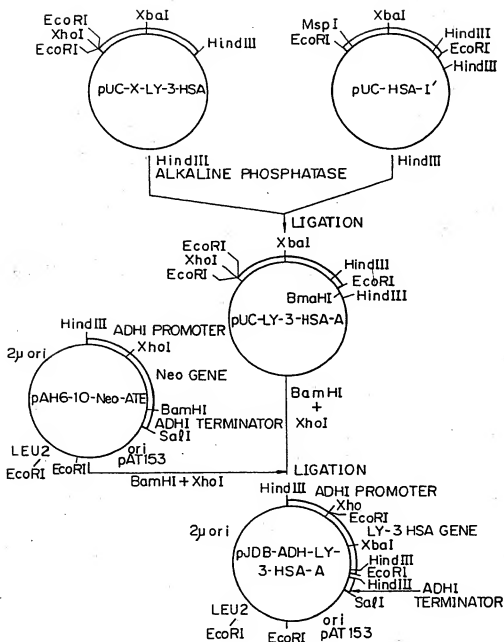 XbaI
EcoRI
XhoI
EcoRI
HindIII
pUC-X-LY-3-HSA
HindIII
ALKALINE PHOSPHATASE
XbaI
MspI
EcoRI
HindIII
EcoRI
HindIII
pUC-HSA-I'
HindIII
LIGATION
XbaI
EcoRI
XhoI
EcoRI
HindIII
EcoRI
BmaHI
HindIII
pUC-LY-3-HSA-A
HindIII
ADHI PROMOTER
2μ ori
XhoI
Neo GENE
pAH6-10-Neo-ATE
BamHI
ADHI TERMINATOR
SalI
ori
pAT153
LEU2
EcoRI
EcoRI
BamHI
+
XhoI
BamHI + XhoI
LIGATION
HindIII
ADHI PROMOTER
Xho
EcoRI
2μ ori
LY-3 HSA GENE
XbaI
pJDB-ADH-LY-
3-HSA-A
HindIII
EcoRI
HindIII
ADHI
TERMINATOR
SalI
LEU2
EcoRI
EcoRI
ori
pAT153